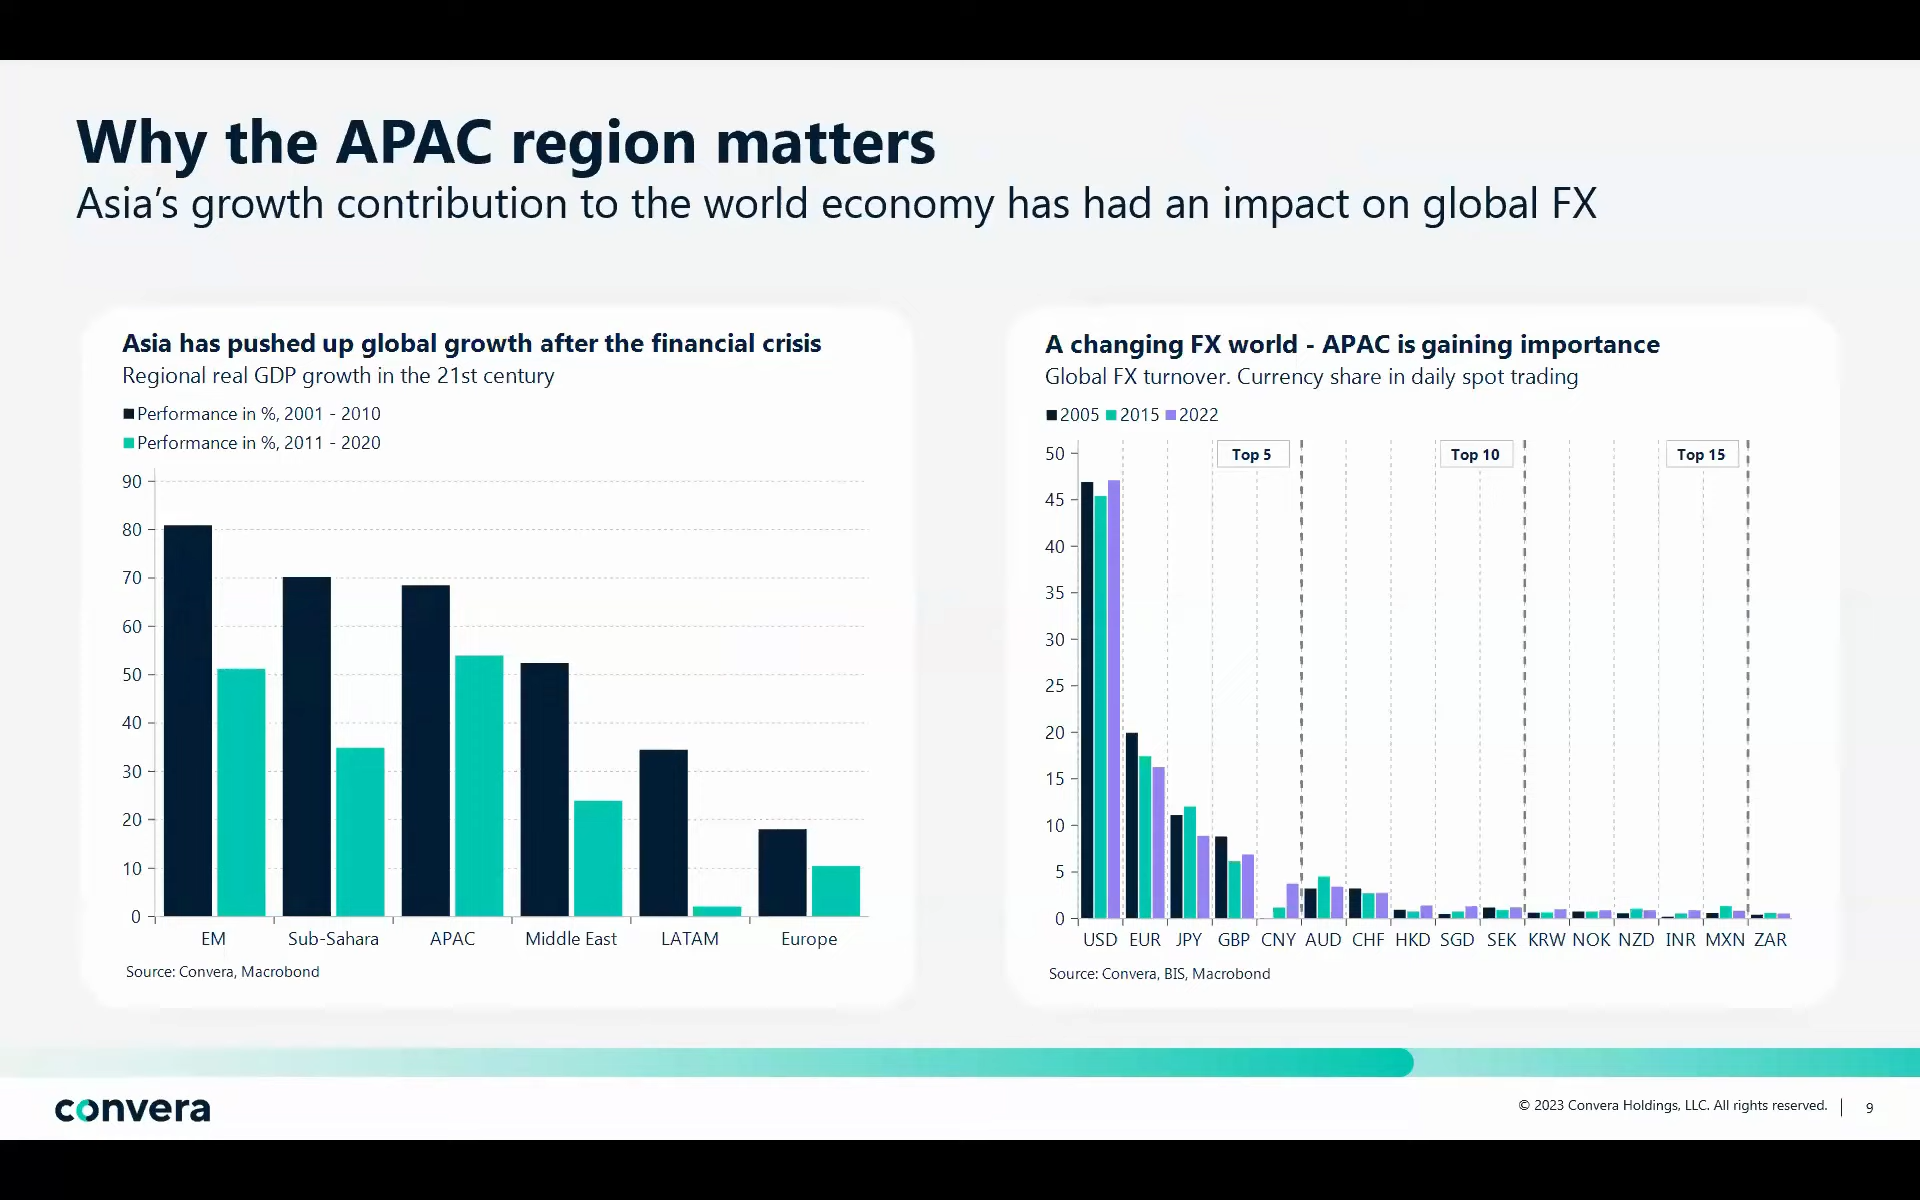 Why the APAC region matters
Asia's growth contribution to the world economy has had an impact on global FX
Asia has pushed up global growth after the financial crisis
Regional real GDP growth in the 21st century
Performance in %, 2001 - 2010
Performance in %, 2011 - 2020
90
80
70
60
50
40
30
20
10
0
EM Sub-Sahara APAC Middle East LATAM Europe
Source: Convera, Macrobond
A changing FX world - APAC is gaining importance
Global FX turnover. Currency share in daily spot trading
2005 2015 2022
Top 5 Top 10 Top 15
50
45
40
35
30
25
20
15
10
5
0
USD EUR JPY GBP CNY AUD CHF HKD SGD SEK KRW NOK NZD INR MXN ZAR
Source: Convera, BIS, Macrobond
convera
© 2023 Convera Holdings, LLC. All rights reserved. | 9